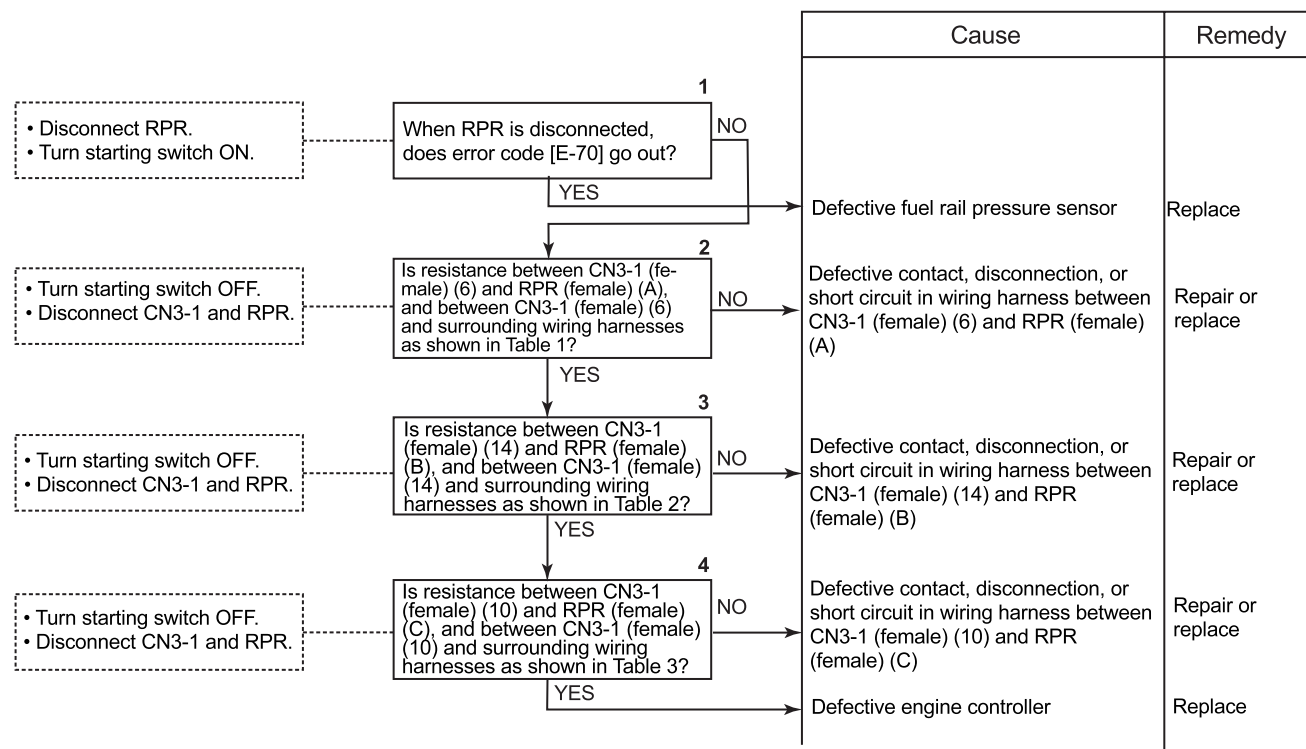 Cause
Remedy
1
• Disconnect RPR.
• Turn starting switch ON.
When RPR is disconnected,
does error code [E-70] go out?
NO
YES
Defective fuel rail pressure sensor
Replace
2
• Turn starting switch OFF.
• Disconnect CN3-1 and RPR.
Is resistance between CN3-1 (fe-
male) (6) and RPR (female) (A),
and between CN3-1 (female) (6)
and surrounding wiring harnesses
as shown in Table 1?
NO
Defective contact, disconnection, or
short circuit in wiring harness between
CN3-1 (female) (6) and RPR (female)
(A)
Repair or
replace
YES
3
• Turn starting switch OFF.
• Disconnect CN3-1 and RPR.
Is resistance between CN3-1
(female) (14) and RPR (female)
(B), and between CN3-1 (female)
(14) and surrounding wiring
harnesses as shown in Table 2?
NO
Defective contact, disconnection, or
short circuit in wiring harness between
CN3-1 (female) (14) and RPR
(female) (B)
Repair or
replace
YES
4
• Turn starting switch OFF.
• Disconnect CN3-1 and RPR.
Is resistance between CN3-1
(female) (10) and RPR (female)
(C), and between CN3-1 (female)
(10) and surrounding wiring
harnesses as shown in Table 3?
NO
Defective contact, disconnection, or
short circuit in wiring harness between
CN3-1 (female) (10) and RPR
(female) (C)
Repair or
replace
YES
Defective engine controller
Replace